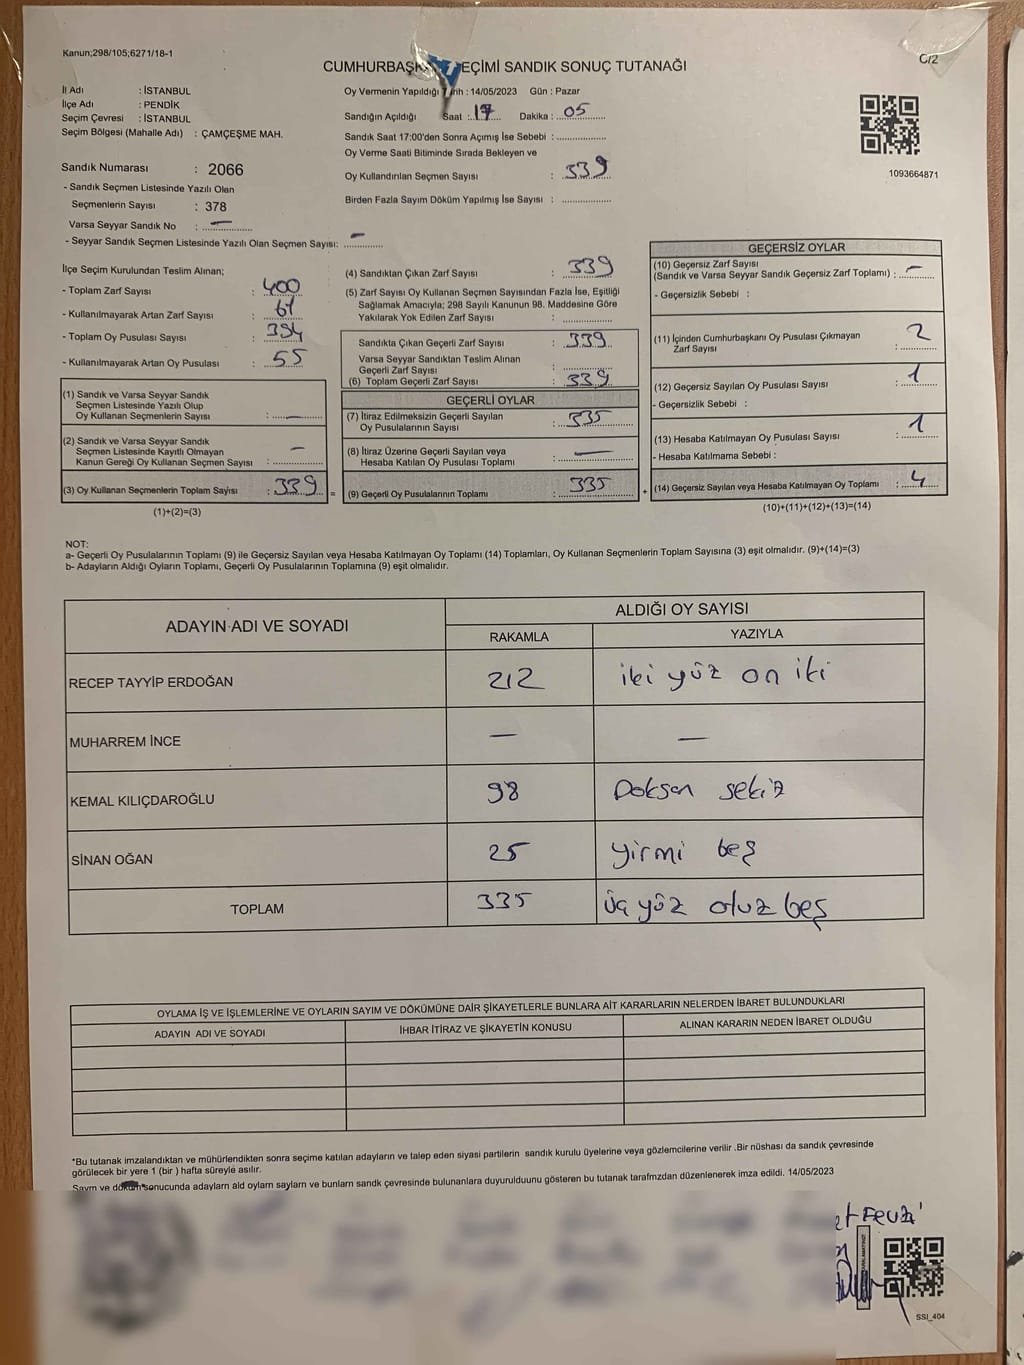 Kanun;298/105;6271/18-1
CUMHURBAŞK EÇİMİ SANDIK SONUÇ TUTANAĞI
C/2
İl Adı : İSTANBUL
İlçe Adı : PENDİK
Seçim Çevresi : İSTANBUL
Seçim Bölgesi (Mahalle Adı) : ÇAMÇEŞME MAH.
Sandık Numarası : 2066
- Sandık Seçmen Listesinde Yazılı Olan
Seçmenlerin Sayısı : 378
Varsa Seyyar Sandık No : —
- Seyyar Sandık Seçmen Listesinde Yazılı Olan Seçmen Sayısı: —
Oy Vermenin Yapıldığı rih : 14/05/2023 Gün : Pazar
Sandığın Açıldığı Saat : 17 Dakika : 05
Sandık Saat 17:00'den Sonra Açımış İse Sebebi :
Oy Verme Saati Bitiminde Sırada Bekleyen ve
Oy Kullandırılan Seçmen Sayısı : 339
Birden Fazla Sayım Döküm Yapılmış İse Sayısı :
1093664871
İlçe Seçim Kurulundan Teslim Alınan;
- Toplam Zarf Sayısı : 400
- Kullanılmayarak Artan Zarf Sayısı : 61
- Toplam Oy Pusulası Sayısı : 394
- Kullanılmayarak Artan Oy Pusulası : 55
(1) Sandık ve Varsa Seyyar Sandık
Seçmen Listesinde Yazılı Olup
Oy Kullanan Seçmenlerin Sayısı : —
(2) Sandık ve Varsa Seyyar Sandık
Seçmen Listesinde Kayıtlı Olmayan
Kanun Gereği Oy Kullanan Seçmen Sayısı : —
(3) Oy Kullanan Seçmenlerin Toplam Sayısı : 339 =
(1)+(2)=(3)
(4) Sandıktan Çıkan Zarf Sayısı : 339
(5) Zarf Sayısı Oy Kullanan Seçmen Sayısından Fazla İse, Eşitliği
Sağlamak Amacıyla; 298 Sayılı Kanunun 98. Maddesine Göre
Yakılarak Yok Edilen Zarf Sayısı :
Sandıkta Çıkan Geçerli Zarf Sayısı : 339
Varsa Seyyar Sandıktan Teslim Alınan
Geçerli Zarf Sayısı :
(6) Toplam Geçerli Zarf Sayısı : 339
GEÇERLİ OYLAR
(7) İtiraz Edilmeksizin Geçerli Sayılan
Oy Pusulalarının Sayısı : 335
(8) İtiraz Üzerine Geçerli Sayılan veya
Hesaba Katılan Oy Pusulası Toplamı : —
(9) Geçerli Oy Pusulalarının Toplamı : 335 +
GEÇERSİZ OYLAR
(10) Geçersiz Zarf Sayısı
(Sandık ve Varsa Seyyar Sandık Geçersiz Zarf Toplamı) : —
- Geçersizlik Sebebi :
(11) İçinden Cumhurbaşkanı Oy Pusulası Çıkmayan
Zarf Sayısı : 2
(12) Geçersiz Sayılan Oy Pusulası Sayısı : 1
- Geçersizlik Sebebi :
(13) Hesaba Katılmayan Oy Pusulası Sayısı : 1
- Hesaba Katılmama Sebebi :
(14) Geçersiz Sayılan veya Hesaba Katılmayan Oy Toplamı : 4
(10)+(11)+(12)+(13)=(14)
NOT:
a- Geçerli Oy Pusulalarının Toplamı (9) ile Geçersiz Sayılan veya Hesaba Katılmayan Oy Toplamı (14) Toplamları, Oy Kullanan Seçmenlerin Toplam Sayısına (3) eşit olmalıdır. (9)+(14)=(3)
b- Adayların Aldığı Oyların Toplamı, Geçerli Oy Pusulalarının Toplamına (9) eşit olmalıdır.
ADAYIN ADI VE SOYADI
ALDIĞI OY SAYISI
RAKAMLA YAZIYLA
RECEP TAYYİP ERDOĞAN 212 iki yüz on iki
MUHARREM İNCE — —
KEMAL KILIÇDAROĞLU 98 Doksan sekiz
SİNAN OĞAN 25 yirmi beş
TOPLAM 335 üç yüz otuz beş
OYLAMA İŞ VE İŞLEMLERİNE VE OYLARIN SAYIM VE DÖKÜMÜNE DAİR ŞİKAYETLERLE BUNLARA AİT KARARLARIN NELERDEN İBARET BULUNDUKLARI
ADAYIN ADI VE SOYADI İHBAR İTİRAZ VE ŞİKAYETİN KONUSU ALINAN KARARIN NEDEN İBARET OLDUĞU
*Bu tutanak imzalandıktan ve mühürlendikten sonra seçime katılan adayların ve talep eden siyasi partilerin sandık kurulu üyelerine veya gözlemcilerine verilir .Bir nüshası da sandık çevresinde
görülecek bir yere 1 (bir ) hafta süreyle asılır.
Sayım ve döküm sonucunda adayların ald oyların sayların ve bunların sandk çevresinde bulunanlara duyurulduunu gösteren bu tutanak tarafmzdan düzenlenerek imza edildi. 14/05/2023
et Fevzi
SSI_404